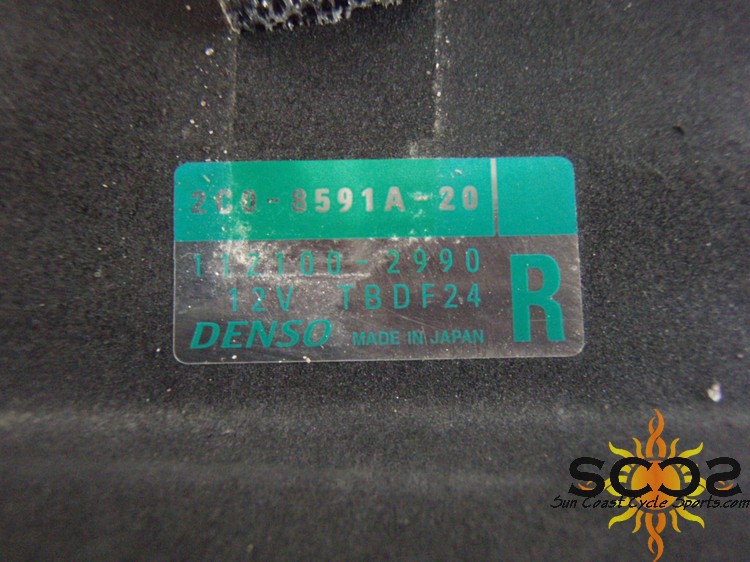 2C0-8591A-20
112100-2990
12V TBDF24
R
DENSO MADE IN JAPAN
SCCS
Sun Coast Cycle Sports.com